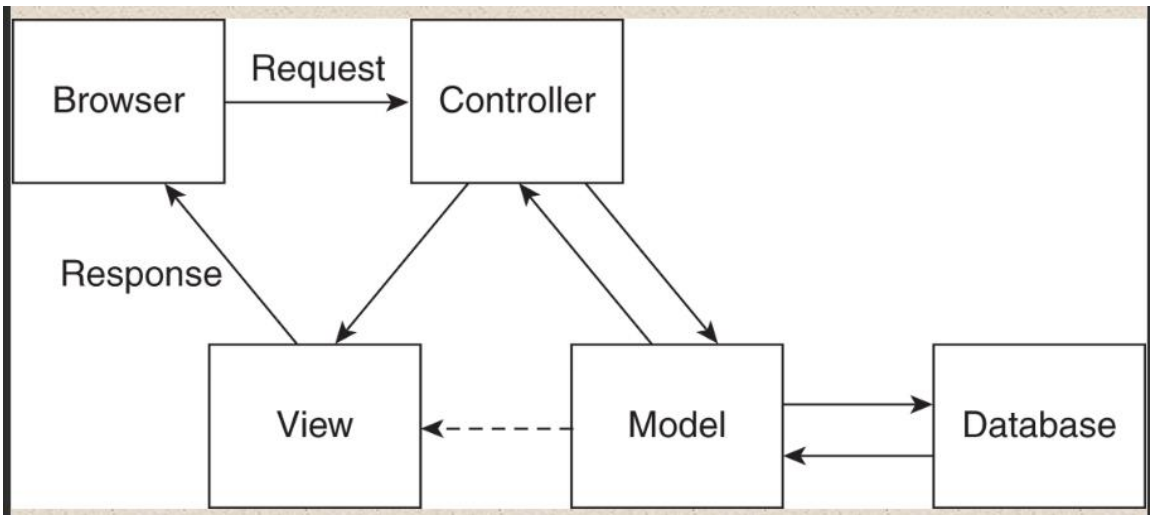 Browser
Request
Controller
Response
View
Model
Database